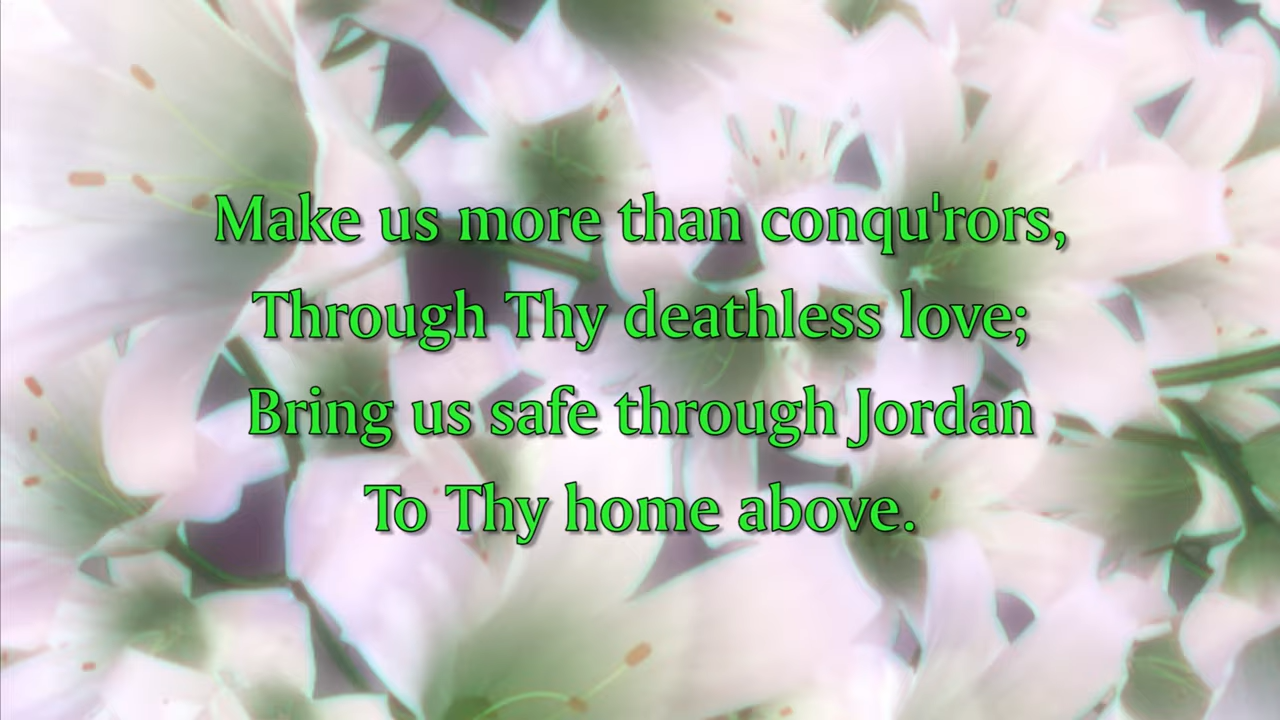 Make us more than conqu'rors,
Through Thy deathless love;
Bring us safe through Jordan
To Thy home above.